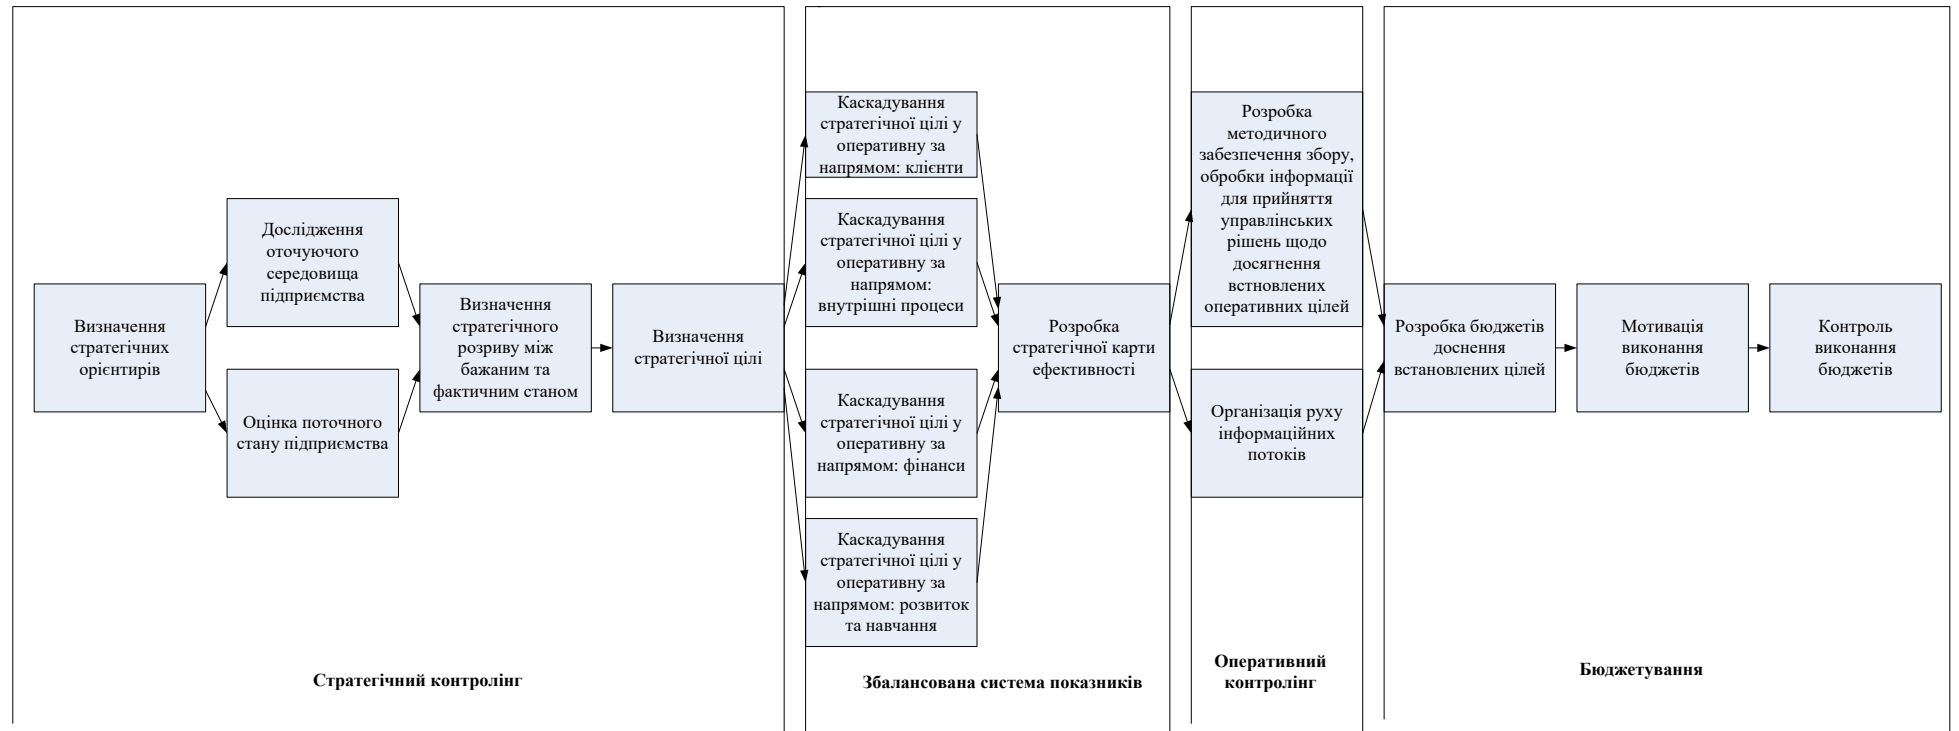 Визначення
стратегічних
орієнтирів
Дослідження
оточуючого
середовища
підприємства
Оцінка поточного
стану підприємства
Визначення
стратегічного
розриву між
бажаним та
фактичним станом
Визначення
стратегічної цілі
Стратегічний контролінг
Каскадування
стратегічної цілі у
оперативну за
напрямом: клієнти
Каскадування
стратегічної цілі у
оперативну за
напрямом:
внутрішні процеси
Каскадування
стратегічної цілі у
оперативну за
напрямом: фінанси
Каскадування
стратегічної цілі у
оперативну за
напрямом: розвиток
та навчання
Розробка
стратегічної карти
ефективності
Збалансована система показників
Розробка
методичного
забезпечення збору,
обробки інформації
для прийняття
управлінських
рішень щодо
досягнення
встновлених
оперативних цілей
Організація руху
інформаційних
потоків
Оперативний
контролінг
Розробка бюджетів
доснення
встановлених цілей
Мотивація
виконання
бюджетів
Контроль
виконання
бюджетів
Бюджетування